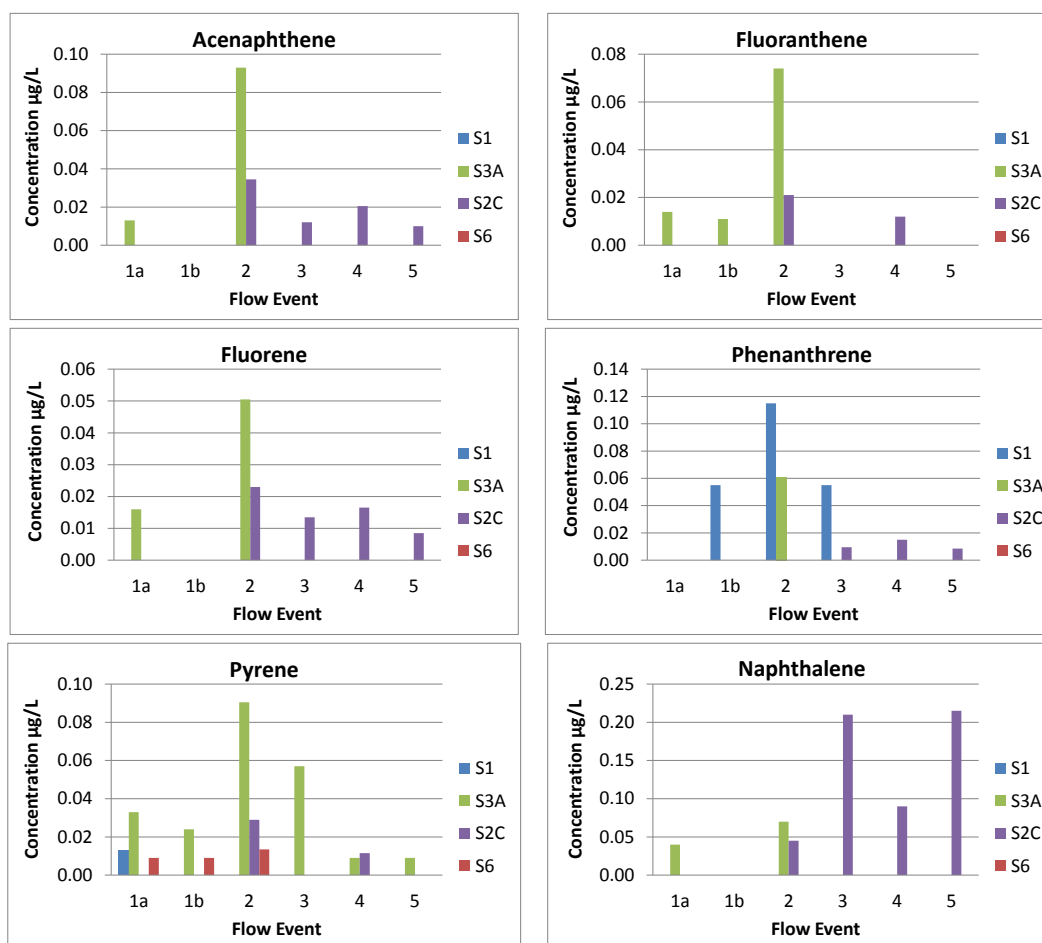 Acenaphthene
Concentration µg/L
0.10
0.08
0.06
0.04
0.02
0.00
1a 1b 2 3 4 5
Flow Event
S1
S3A
S2C
S6
Fluoranthene
Concentration µg/L
0.08
0.06
0.04
0.02
0.00
1a 1b 2 3 4 5
Flow Event
S1
S3A
S2C
S6
Fluorene
Concentration µg/L
0.06
0.05
0.04
0.03
0.02
0.01
0.00
1a 1b 2 3 4 5
Flow Event
S1
S3A
S2C
S6
Phenanthrene
Concentration µg/L
0.14
0.12
0.10
0.08
0.06
0.04
0.02
0.00
1a 1b 2 3 4 5
Flow Event
S1
S3A
S2C
S6
Pyrene
Concentration µg/L
0.10
0.08
0.06
0.04
0.02
0.00
1a 1b 2 3 4 5
Flow Event
S1
S3A
S2C
S6
Naphthalene
Concentration µg/L
0.25
0.20
0.15
0.10
0.05
0.00
1a 1b 2 3 4 5
Flow Event
S1
S3A
S2C
S6